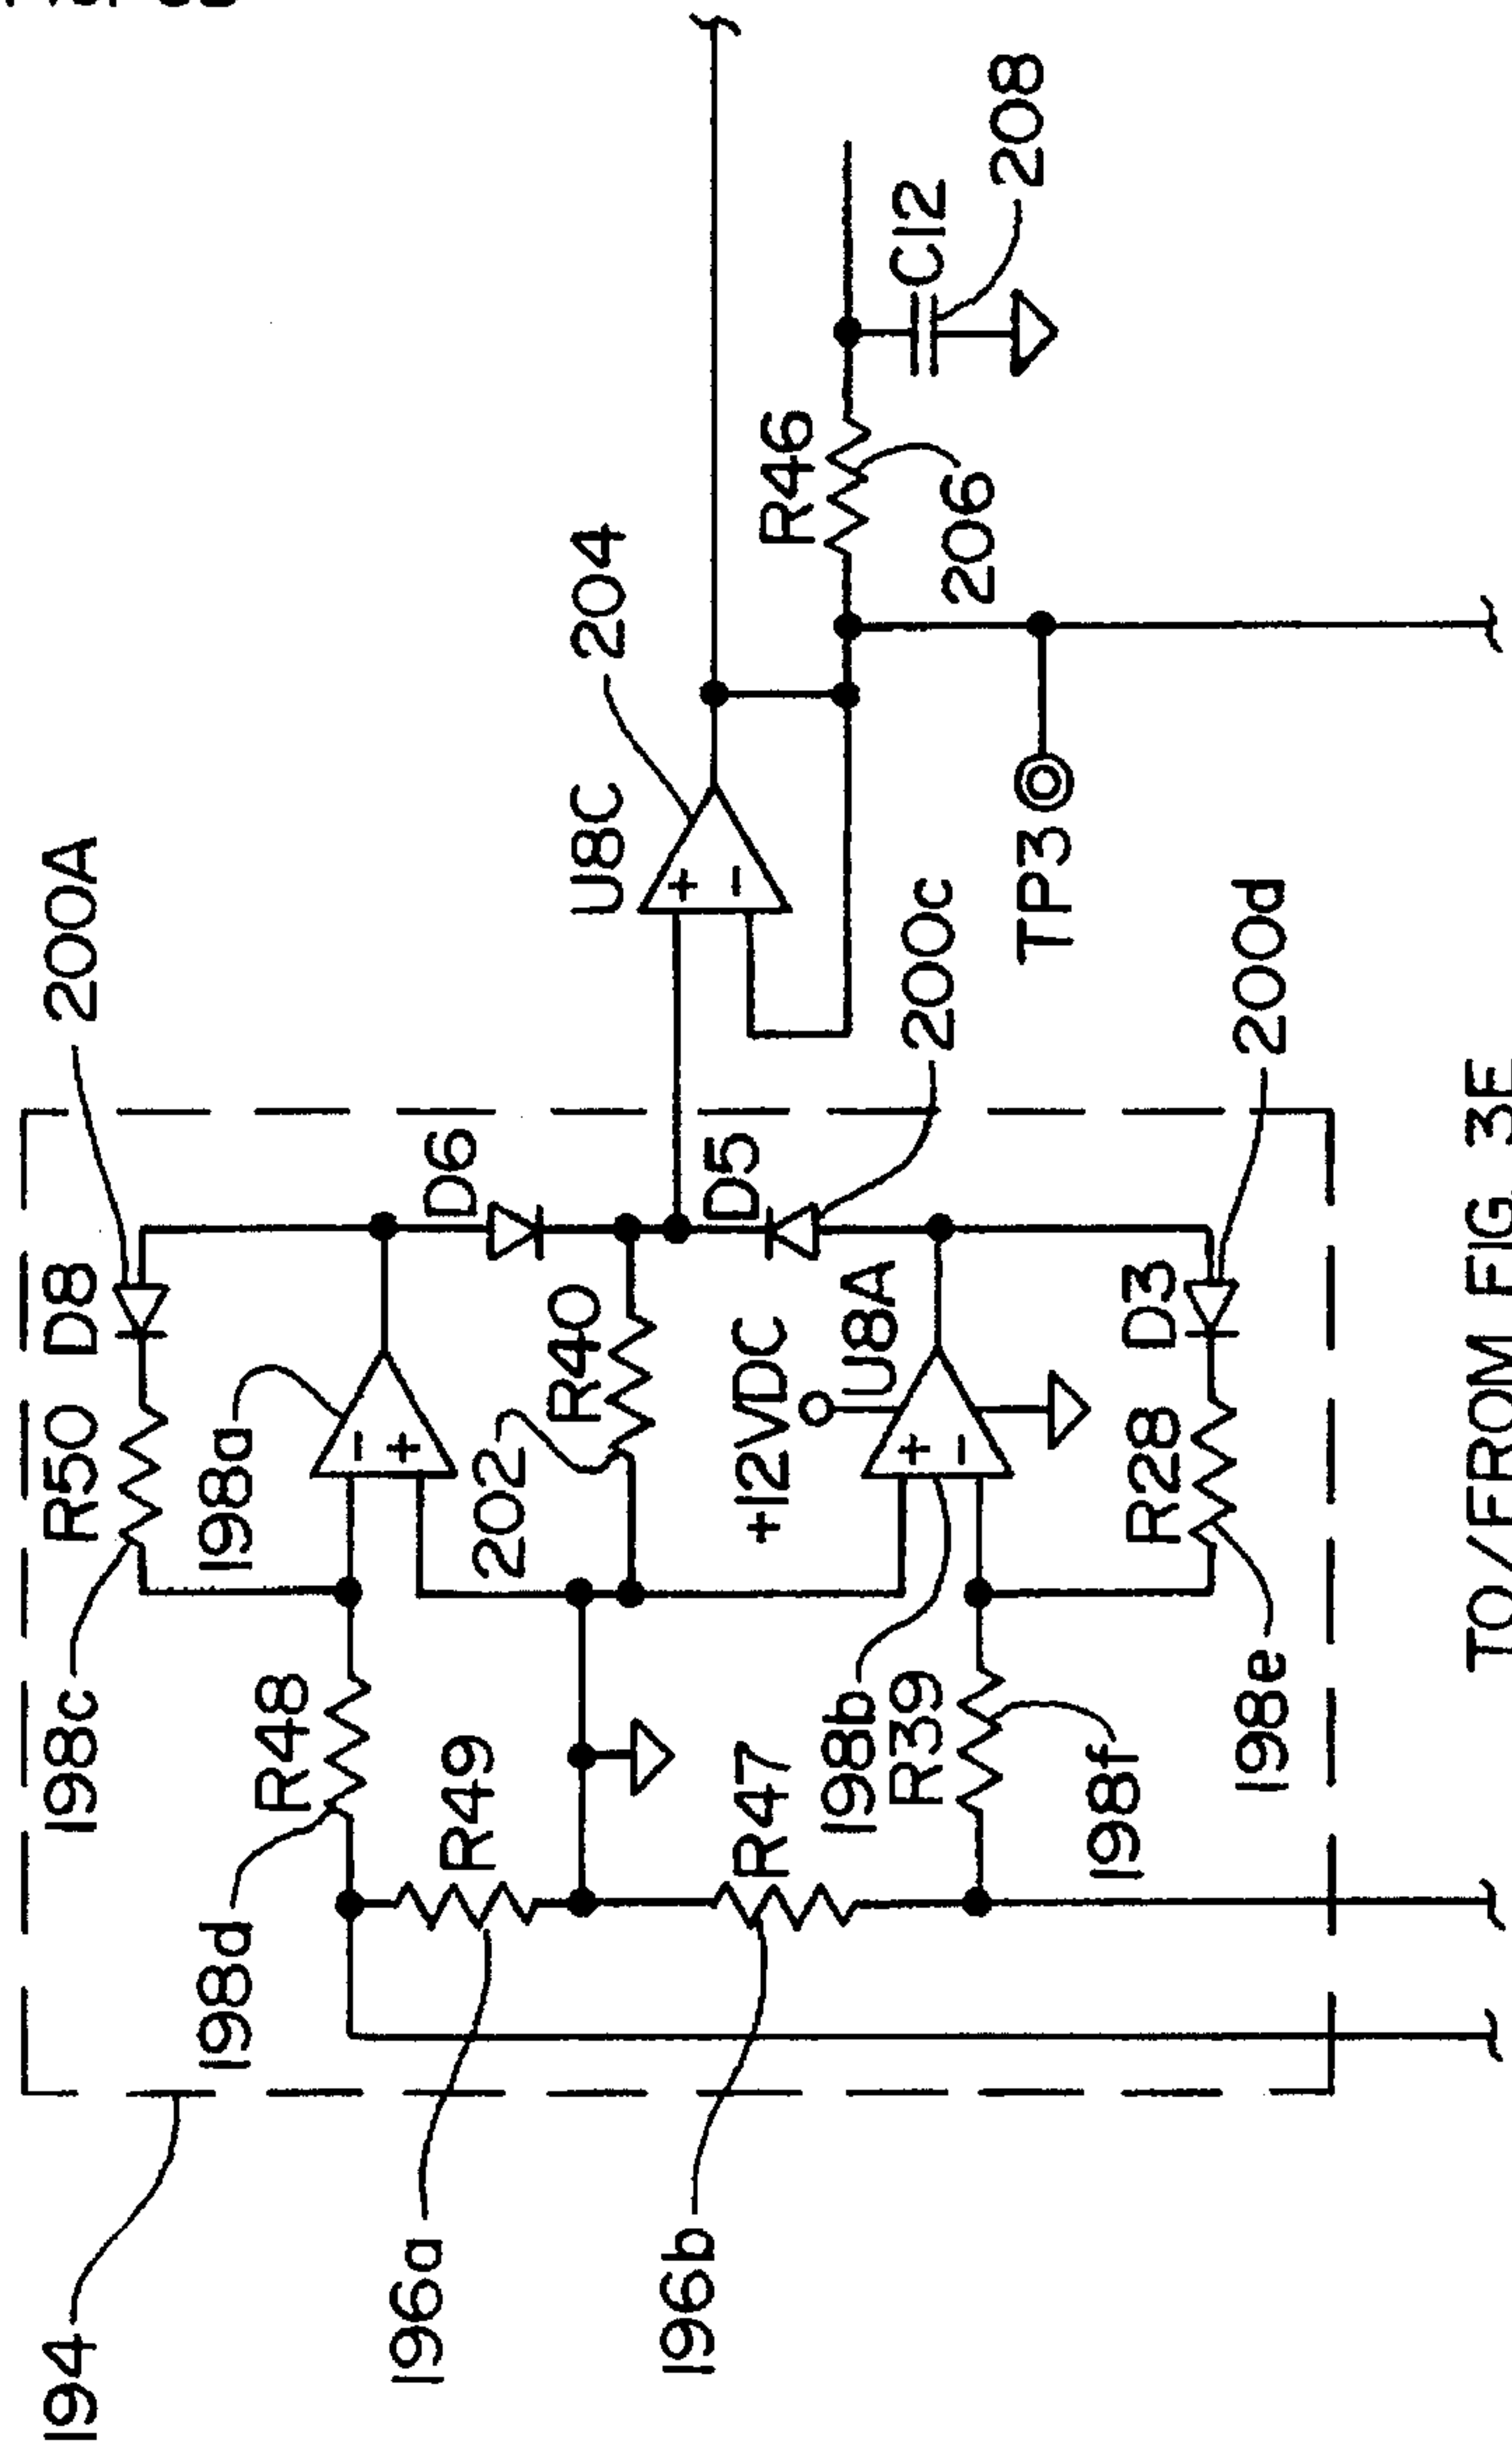 200A
208
204
C12
D8
D6
U8C
R46
R50
198a
R40
D5
200c
206
198c
R48
202
+12VDC
U8A
TP3
200d
198d
R49
R47
198b
R39
D3
R28
194
196a
196b
198f
198e
TO/FROM FIG. 3E